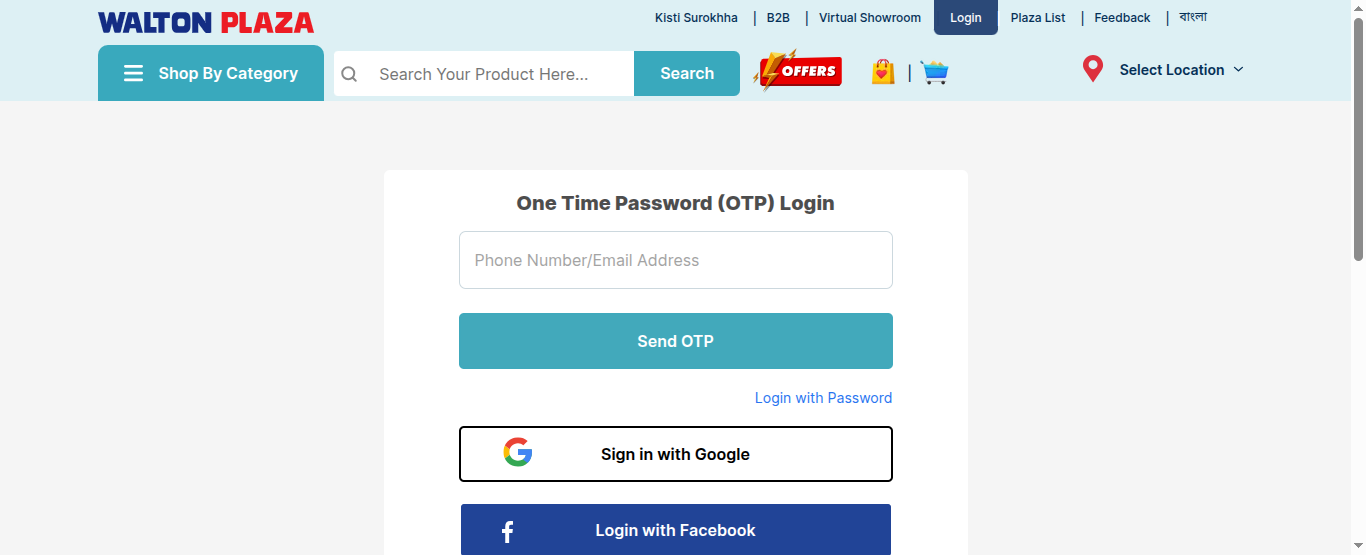 WALTON PLAZA
Kisti Surokhha | B2B | Virtual Showroom Login Plaza List | Feedback | বাংলা
Shop By Category
Search Your Product Here...
Search
OFFERS
Select Location
One Time Password (OTP) Login
Phone Number/Email Address
Send OTP
Login with Password
Sign in with Google
Login with Facebook